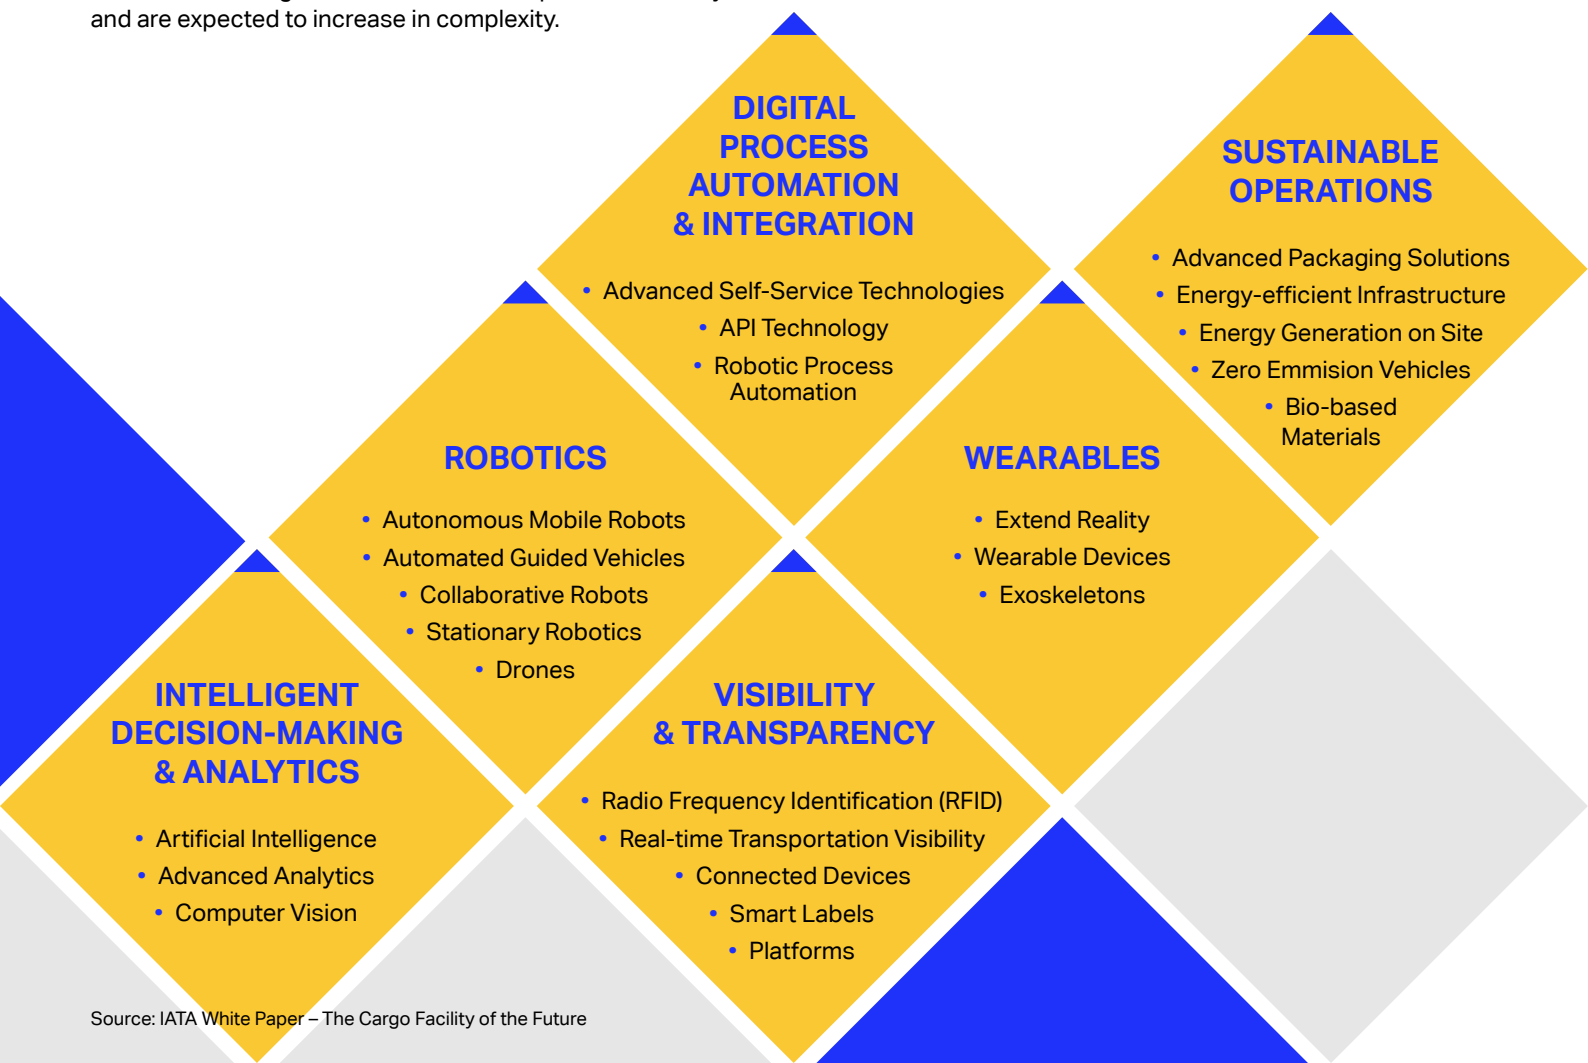 and are expected to increase in complexity.
DIGITAL
PROCESS
AUTOMATION
& INTEGRATION
• Advanced Self-Service Technologies
• API Technology
• Robotic Process
Automation
SUSTAINABLE
OPERATIONS
• Advanced Packaging Solutions
• Energy-efficient Infrastructure
• Energy Generation on Site
• Zero Emmision Vehicles
• Bio-based
Materials
ROBOTICS
• Autonomous Mobile Robots
• Automated Guided Vehicles
• Collaborative Robots
• Stationary Robotics
• Drones
WEARABLES
• Extend Reality
• Wearable Devices
• Exoskeletons
INTELLIGENT
DECISION-MAKING
& ANALYTICS
• Artificial Intelligence
• Advanced Analytics
• Computer Vision
VISIBILITY
& TRANSPARENCY
• Radio Frequency Identification (RFID)
• Real-time Transportation Visibility
• Connected Devices
• Smart Labels
• Platforms
Source: IATA White Paper – The Cargo Facility of the Future